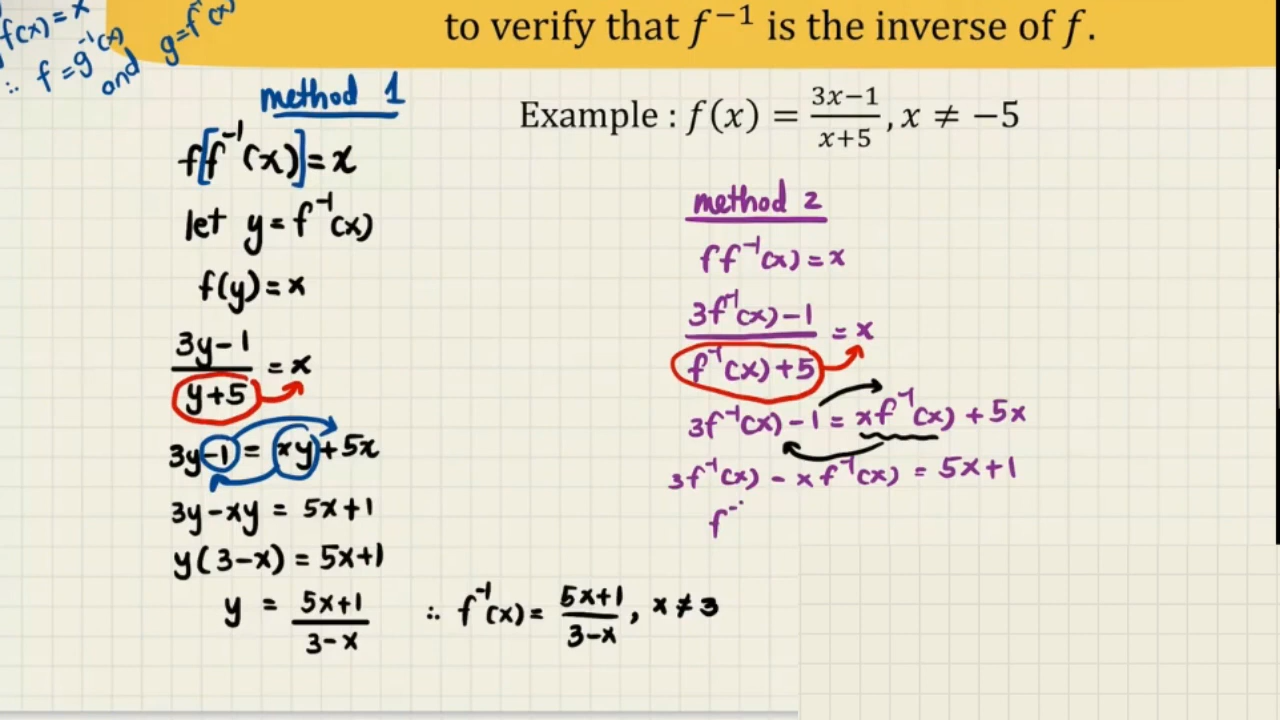 f(x) = x
∴ f = g⁻¹(x)
and g = f⁻¹(x)
to verify that f⁻¹ is the inverse of f.
method 1
f[f⁻¹(x)] = x
let y = f⁻¹(x)
f(y) = x
3y-1
y+5
= x
3y-1 = xy+5x
3y-xy = 5x+1
y(3-x) = 5x+1
y = 5x+1
3-x
∴ f⁻¹(x) = 5x+1
3-x
, x ≠ 3
Example : f(x) = 3x−1
x+5
, x ≠ −5
method 2
ff⁻¹(x) = x
3f⁻¹(x)-1
f⁻¹(x)+5
= x
3f⁻¹(x)-1 = xf⁻¹(x)+5x
3f⁻¹(x) - xf⁻¹(x) = 5x+1
f⁻